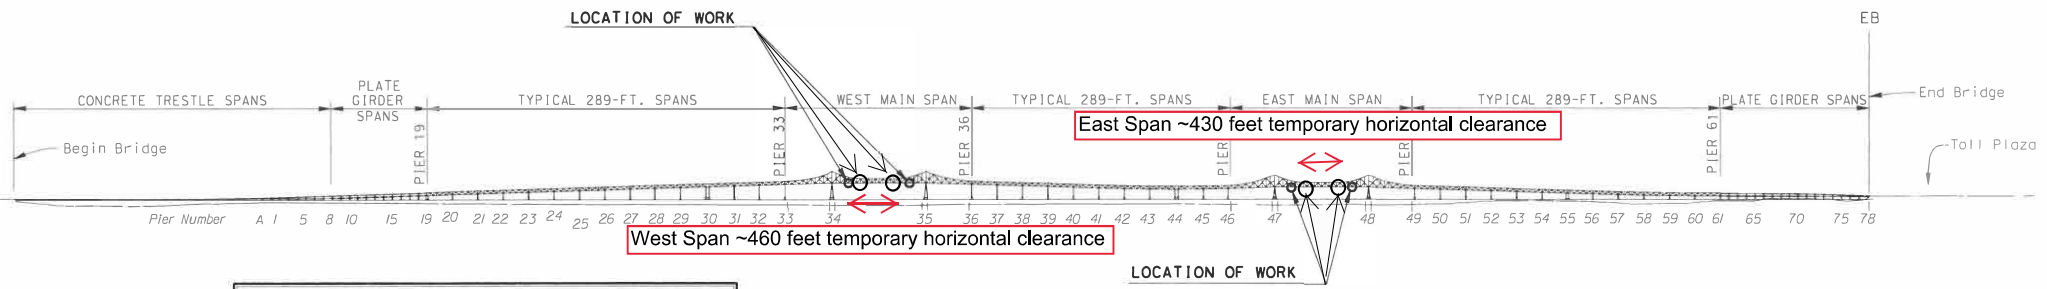 LOCATION OF WORK
EB
PLATE
GIRDER
SPANS
CONCRETE TRESTLE SPANS
TYPICAL 289-FT. SPANS
WEST MAIN SPAN
TYPICAL 289-FT. SPANS
EAST MAIN SPAN
TYPICAL 289-FT. SPANS
PLATE GIRDER SPANS
End Bridge
East Span ~430 feet temporary horizontal clearance
Begin Bridge
PIER 19
PIER 33
PIER 36
PIER
PIER
PIER 61
Toll Plaza
Pier Number A 1 5 8 10 15 19 20 21 22 23 24 25 26 27 28 29 30 31 32 33 34 35 36 37 38 39 40 41 42 43 44 45 46 47 48 49 50 51 52 53 54 55 56 57 58 59 60 61 65 70 75 78
West Span ~460 feet temporary horizontal clearance
LOCATION OF WORK